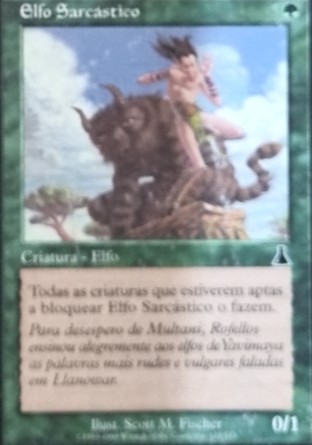 Elfo Sarcástico
Criatura - Elfo
Todas as criaturas que estiverem aptas
a bloquear Elfo Sarcástico o fazem.
Para desespero de Multani, Rofellos
ensinou alegremente aos elfos de Yavimaya
as palavras mais rudes e vulgares faladas
em Llanowar.
Ilust. Scott M. Fischer
0/1